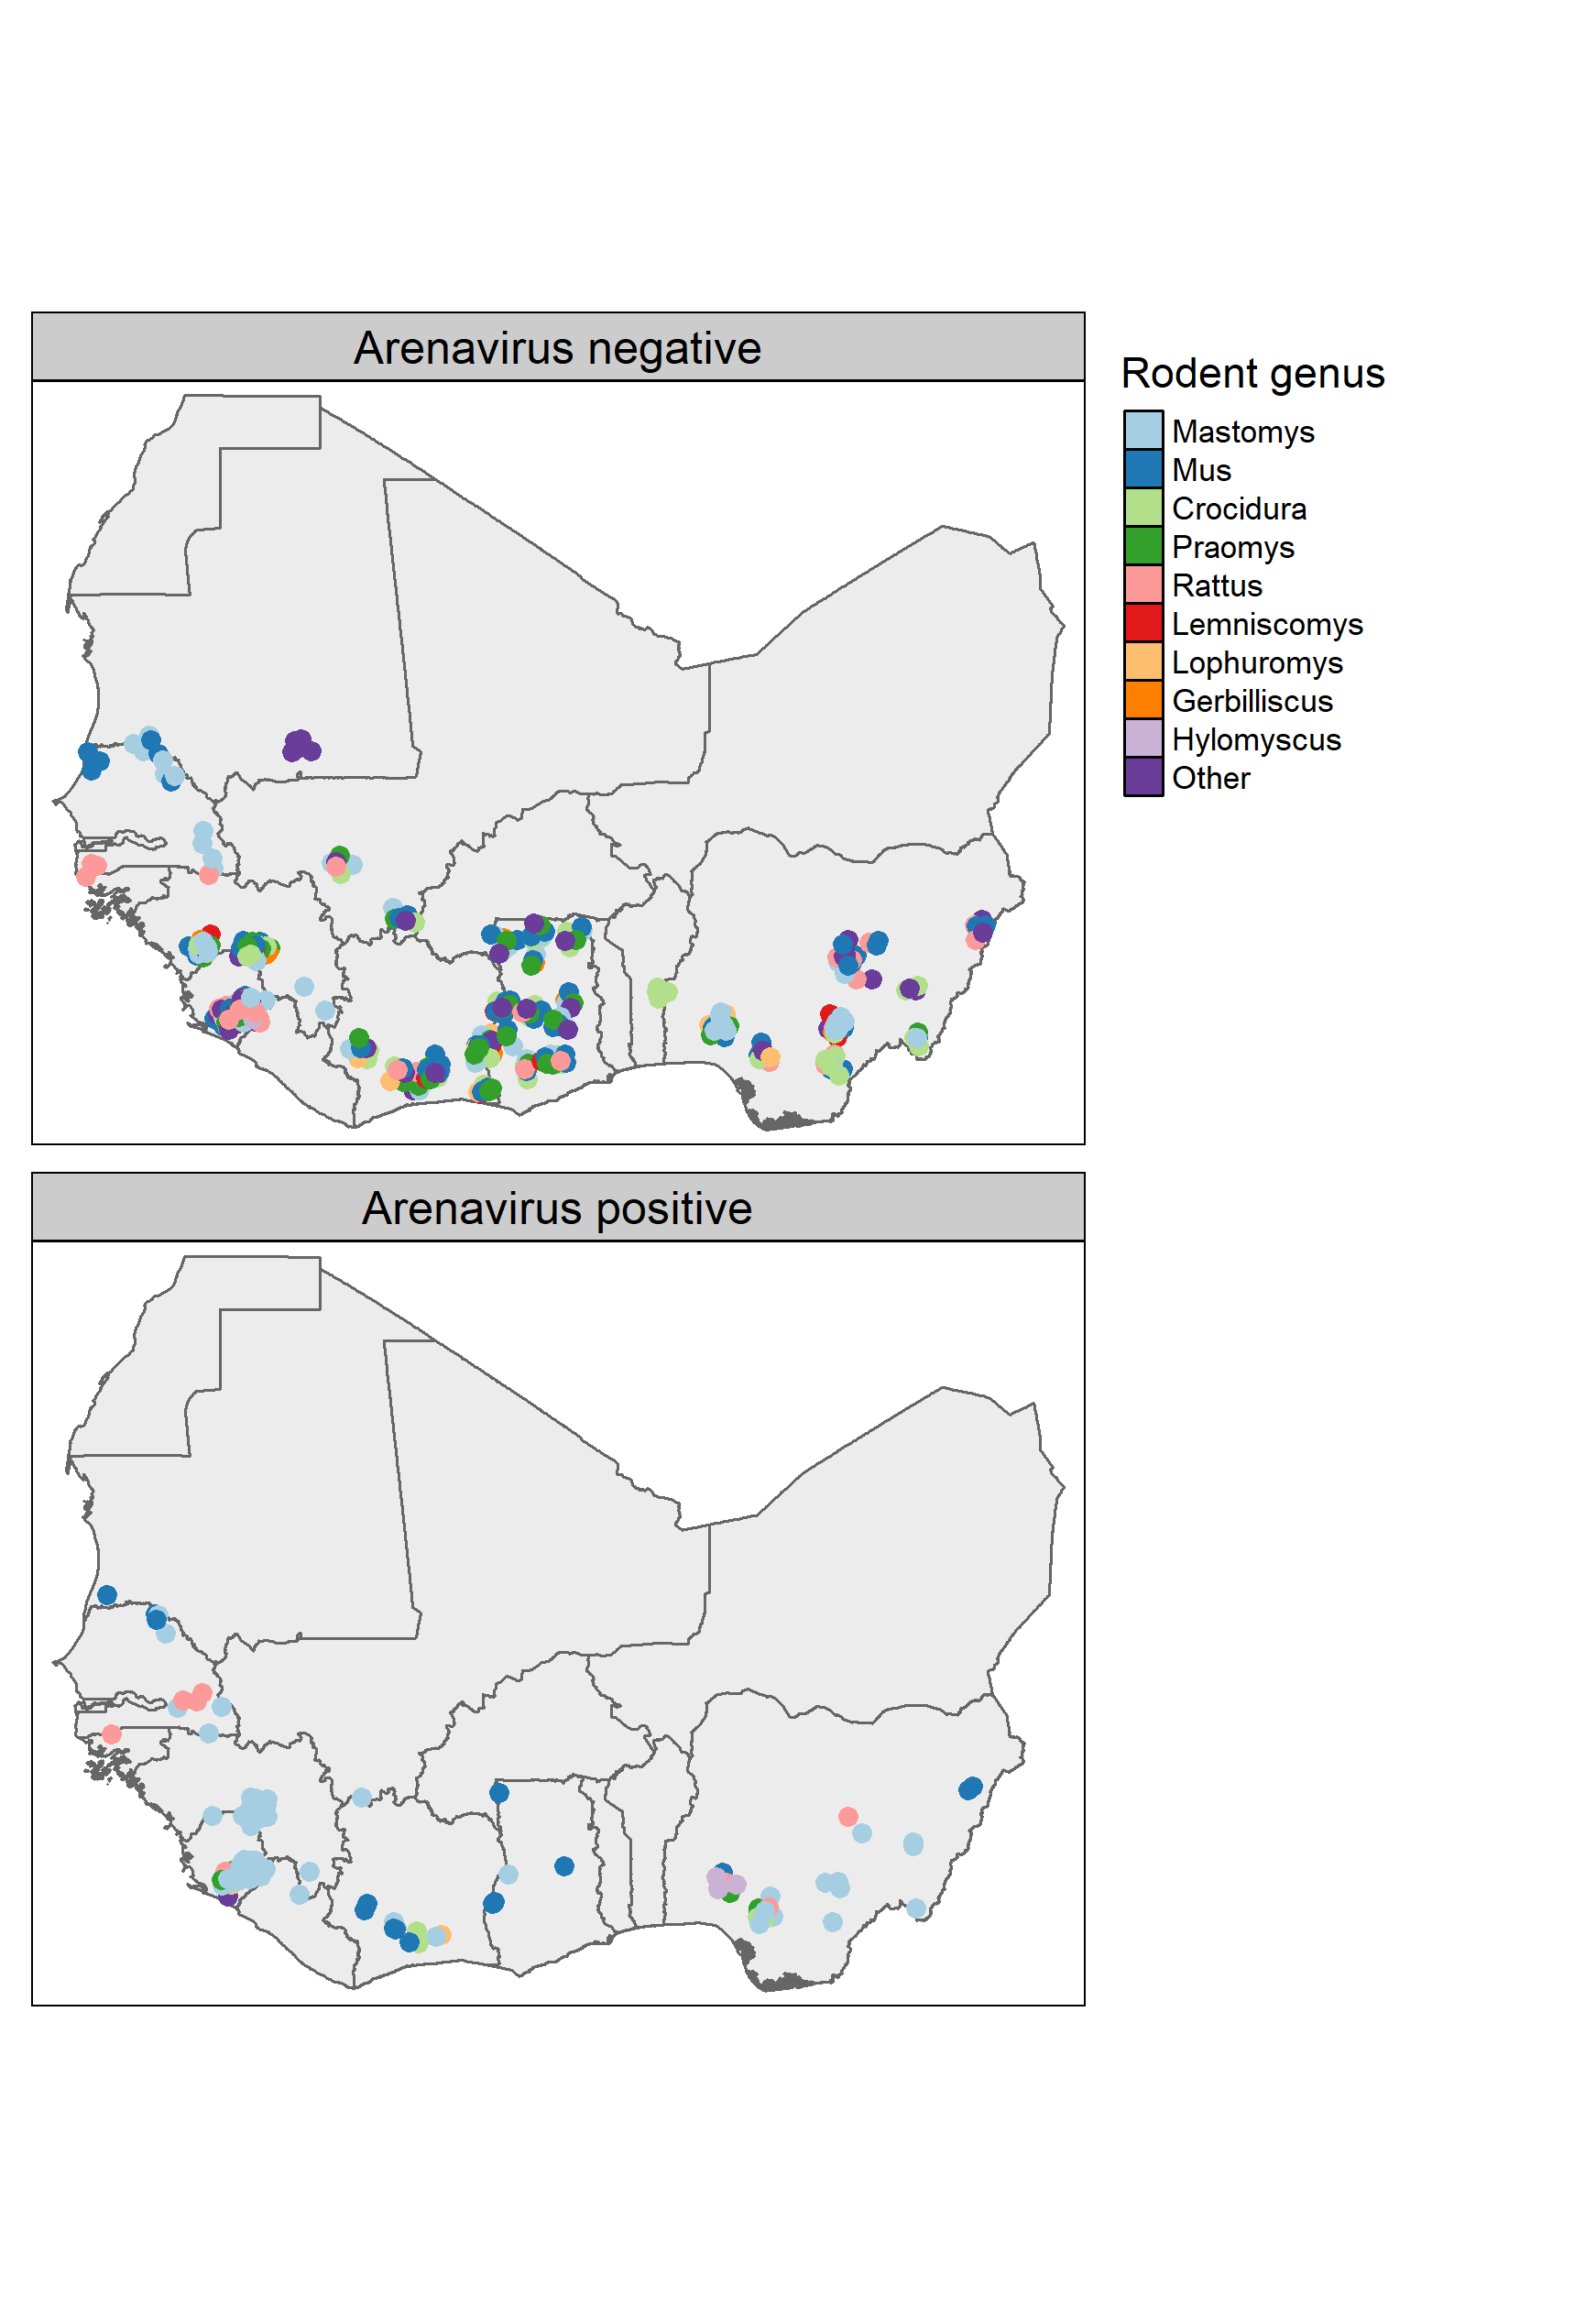 Arenavirus negative
Rodent genus
Mastomys
Mus
Crocidura
Praomys
Rattus
Lemniscomys
Lophuromys
Gerbilliscus
Hylomyscus
Other
Arenavirus positive